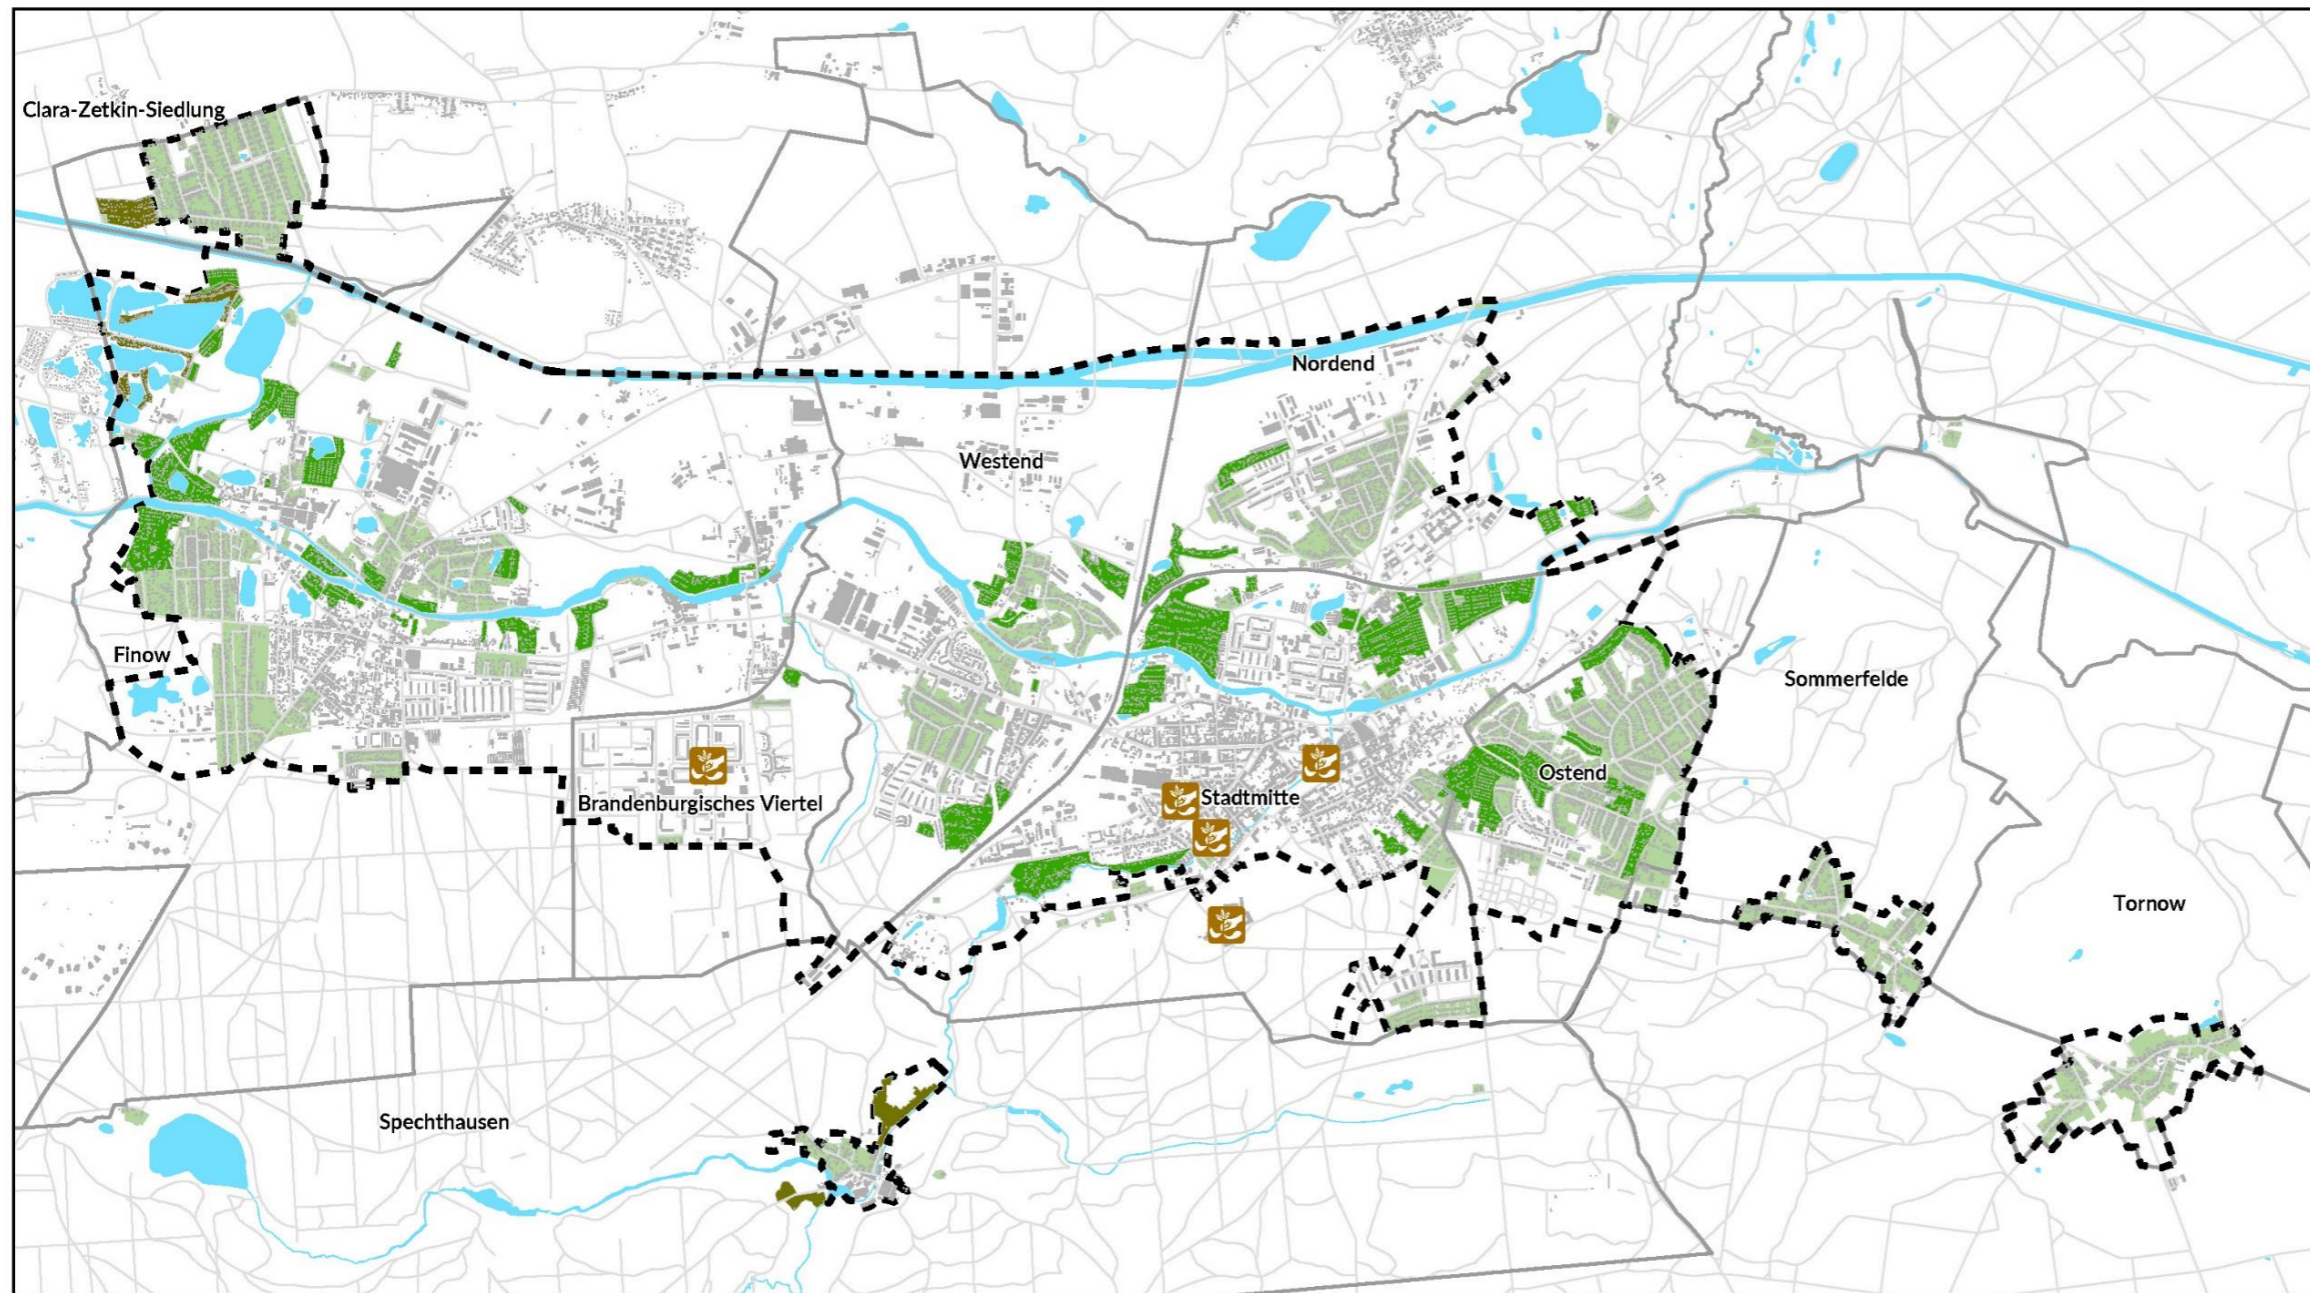 Clara-Zetkin-Siedlung
Nordend
Westend
Finow
Sommerfelde
Ostend
Brandenburgisches Viertel
Stadtmitte
Tornow
Spechthausen